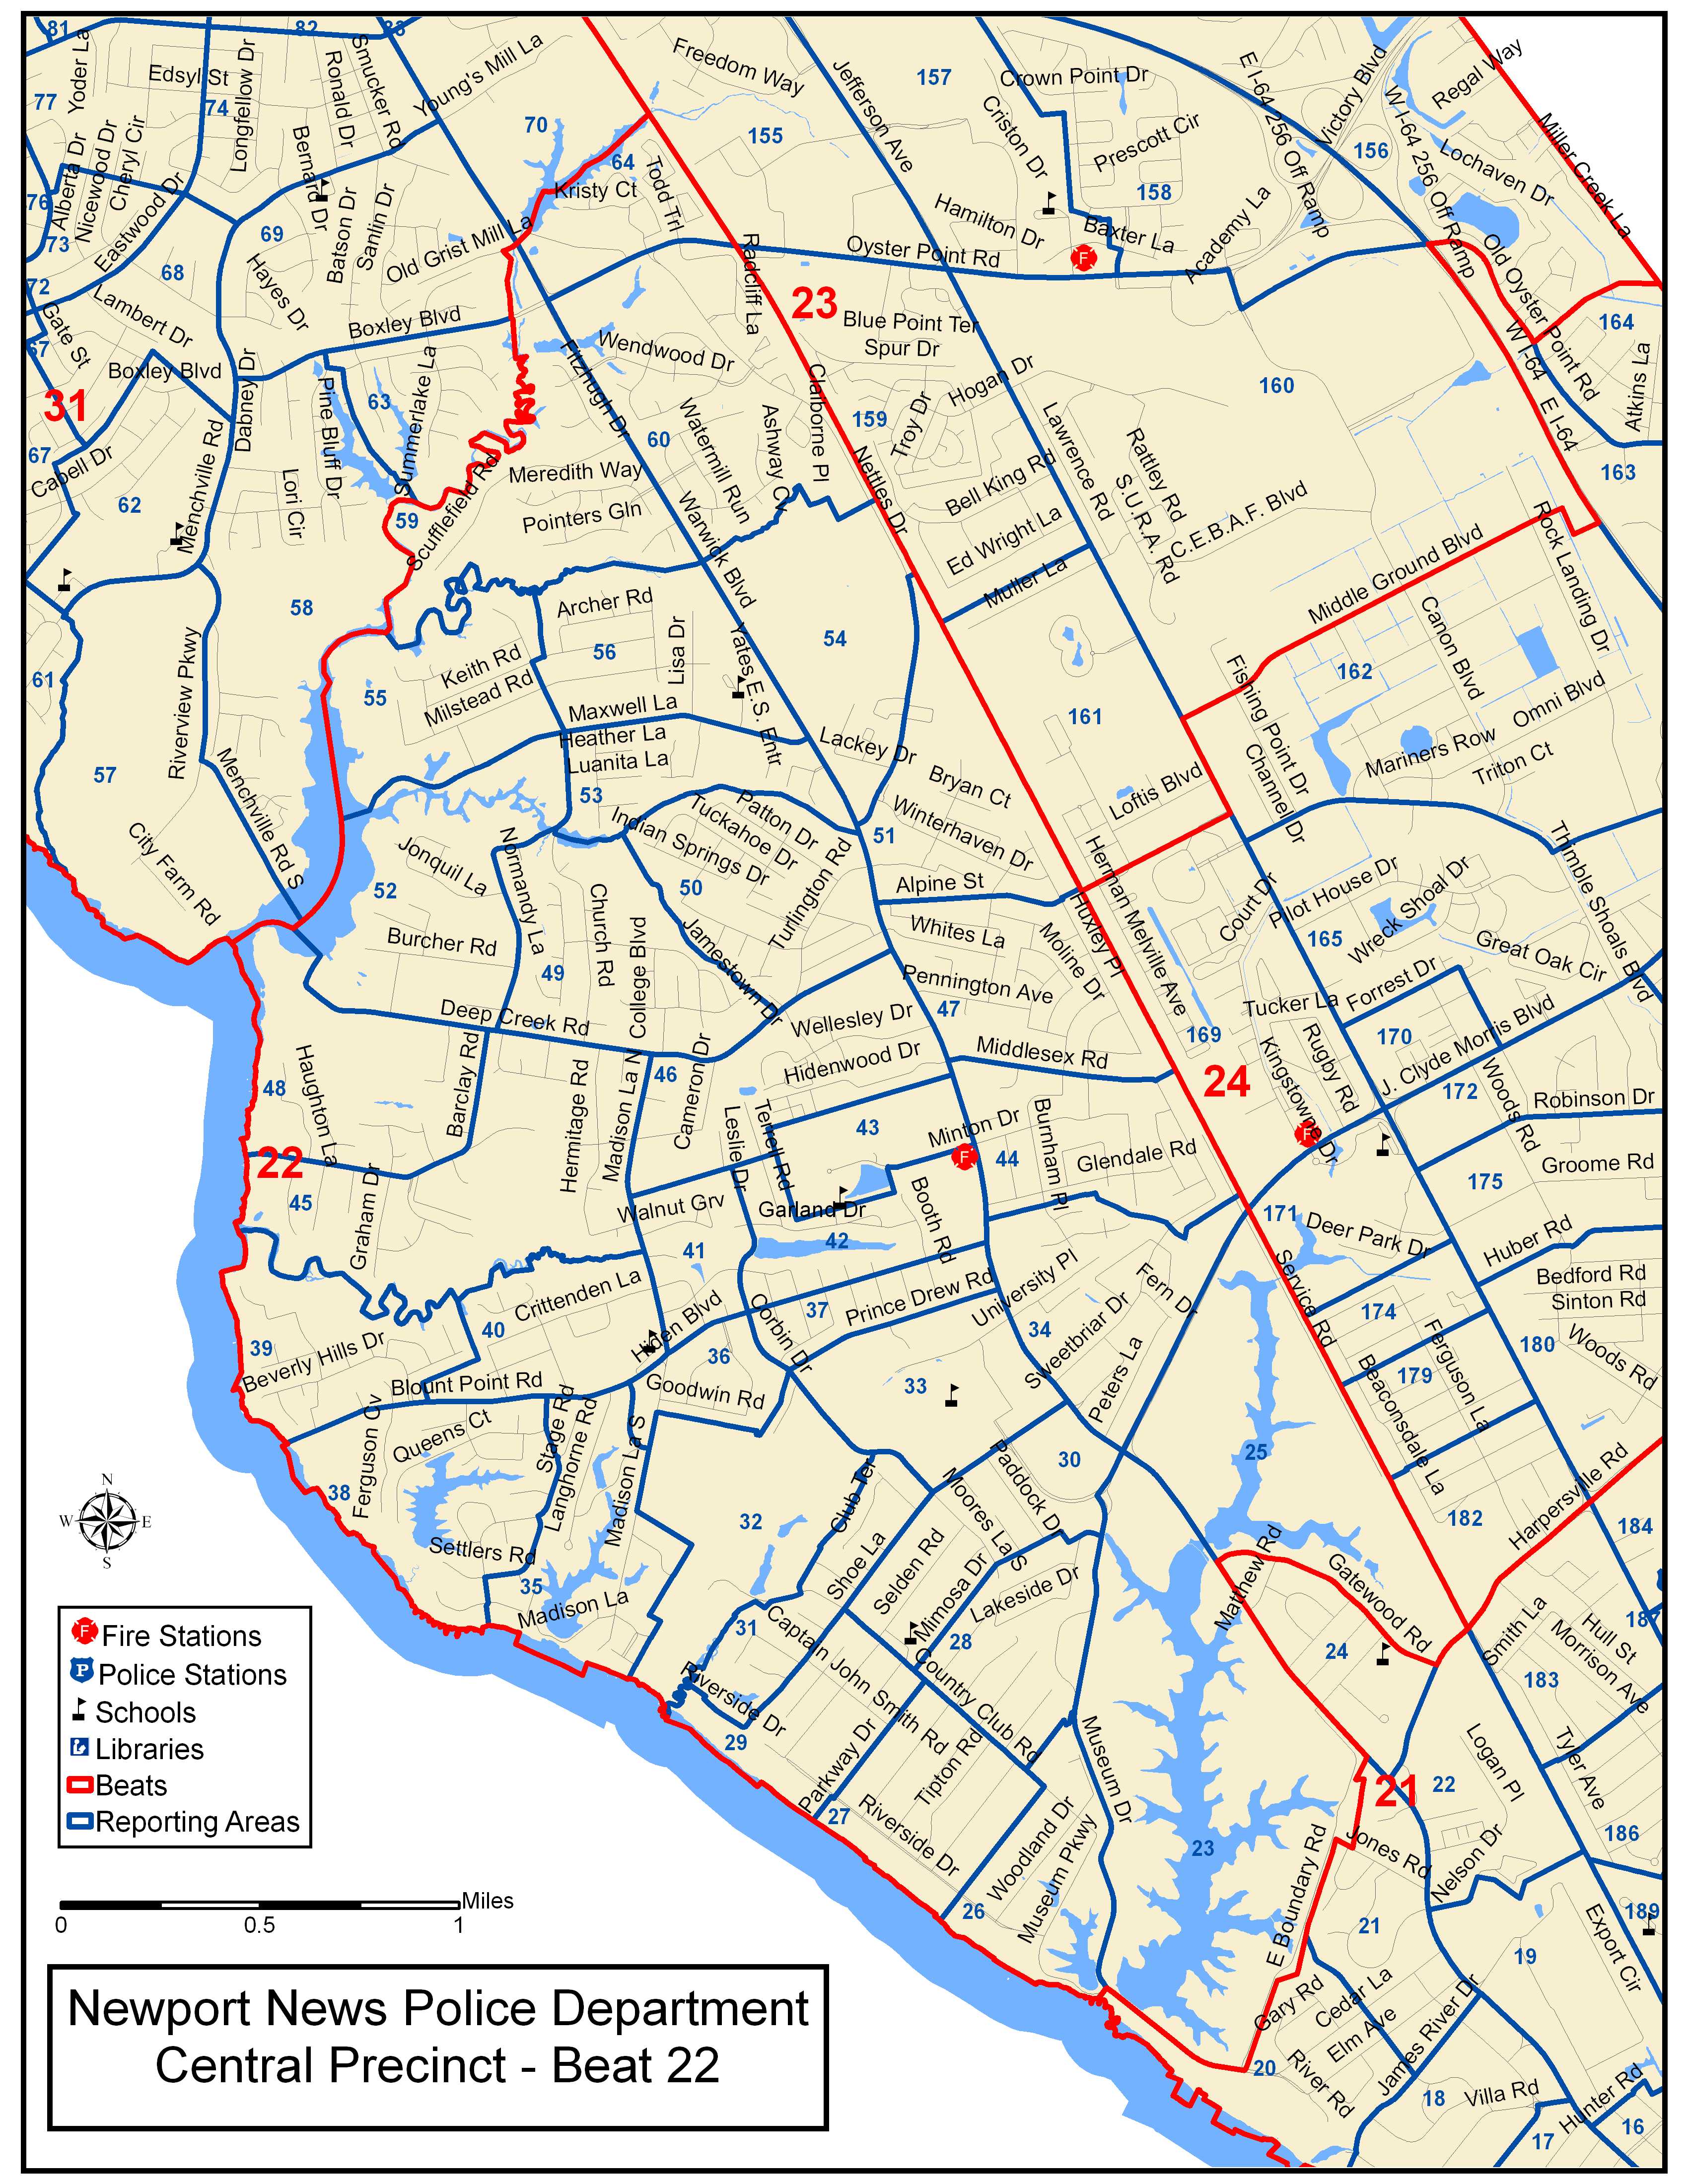 81
82
83
Yoder La
Edsyl St
Longfellow Dr
Ronald Dr
Smucker Rd
Young's Mill La
Freedom Way
Jefferson Ave
157
Crown Point Dr
E I-64 256 Off Ramp
Victory Blvd
W I-64 256 Off Ramp
Regal Way
Miller Creek La
77
74
70
155
Criston Dr
Prescott Cir
156
Lochaven Dr
Alberta Dr
Nicewood Dr
Cheryl Cir
Bernard Dr
64
Kristy Ct
Todd Trl
158
76
Eastwood Dr
Batson Dr
Sanlin Dr
Old Grist Mill La
Hamilton Dr
Baxter La
Academy La
73
69
Oyster Point Rd
F
Old Oyster Point Rd
72
68
Hayes Dr
Radcliff La
23
Gate St
Lambert Dr
Boxley Blvd
Blue Point Ter
Spur Dr
164
67
Boxley Blvd
Dabney Dr
Fitzhugh Dr
Wendwood Dr
W I-64
E I-64
Atkins La
31
Pine Bluff Dr
63
Summerlake La
Claiborne Pl
Hogan Dr
160
159
Troy Dr
Watermill Run
Ashway Cv
Lawrence Rd
Rattley Rd
S.U.R.A. Rd
60
67
Cabell Dr
Menchville Rd
Lori Cir
Scufflefield Rd
Meredith Way
Nettles Dr
Bell King Rd
163
62
59
Pointers Gln
Warwick Blvd
Ed Wright La
C.E.B.A.F. Blvd
Rock Landing Dr
Muller La
Middle Ground Blvd
58
Archer Rd
54
Canon Blvd
56
Lisa Dr
Yates E.S. Entr
Keith Rd
Milstead Rd
61
55
162
Riverview Pkwy
Maxwell La
161
Fishing Point Dr
Omni Blvd
Heather La
Luanita La
Lackey Dr
Mariners Row
Triton Ct
57
Menchville Rd S
53
Bryan Ct
Loftis Blvd
Channel Dr
Indian Springs Dr
Tuckahoe Dr
Patton Dr
51
Winterhaven Dr
City Farm Rd
Jonquil La
Normandy La
Herman Melville Ave
Thimble Shoals Blvd
52
50
Turlington Rd
Alpine St
Huxley Pl
Court Dr
Pilot House Dr
Wreck Shoal Dr
Burcher Rd
Church Rd
College Blvd
Jamestown Dr
Whites La
Moline Dr
165
Great Oak Cir
49
Pennington Ave
Forrest Dr
Deep Creek Rd
Wellesley Dr
47
Tucker La
169
170
J. Clyde Morris Blvd
Hidenwood Dr
Middlesex Rd
Kingstowne Dr
Rugby Rd
48
Haughton La
Barclay Rd
Hermitage Rd
Madison La N
46
Cameron Dr
24
172
Woods Rd
Robinson Dr
Leslie Dr
Terrell Rd
43
Minton Dr
Burnham Pl
F
22
F
44
Glendale Rd
Groome Rd
45
Graham Dr
Walnut Grv
Garland Dr
Booth Rd
175
171
Deer Park Dr
41
42
Huber Rd
Crittenden La
University Pl
Fern Dr
Service Rd
Bedford Rd
Sinton Rd
40
Hiden Blvd
Corbin Dr
37
Prince Drew Rd
174
39
Beverly Hills Dr
36
34
Sweetbriar Dr
Peters La
180
Woods Rd
Blount Point Rd
Goodwin Rd
33
Beaconsdale La
179
Ferguson La
Ferguson Cv
Queens Ct
Stage Rd
Langhorne Rd
Madison La S
30
25
N
W
E
S
38
32
Club Ter
Moores La S
Paddock Dr
182
Harpersville Rd
184
Settlers Rd
Shoe La
Selden Rd
Mimosa Dr
Lakeside Dr
Matthew Rd
Gatewood Rd
35
Madison La
31
Captain John Smith Rd
28
24
Smith La
Hull St
Morrison Ave
187
Country Club Rd
183
Riverside Dr
29
Parkway Dr
Tipton Rd
Museum Dr
Logan Pl
Tyler Ave
21
22
27
Riverside Dr
Woodland Dr
Museum Pkwy
23
E Boundary Rd
Jones Rd
Nelson Dr
186
26
21
19
189
Export Cir
Gary Rd
Cedar La
Elm Ave
James River Dr
20
River Rd
18
Villa Rd
Hunter Rd
17
16
F Fire Stations
P Police Stations
Schools
Libraries
Beats
Reporting Areas
Miles
0 0.5 1
Newport News Police Department
Central Precinct - Beat 22